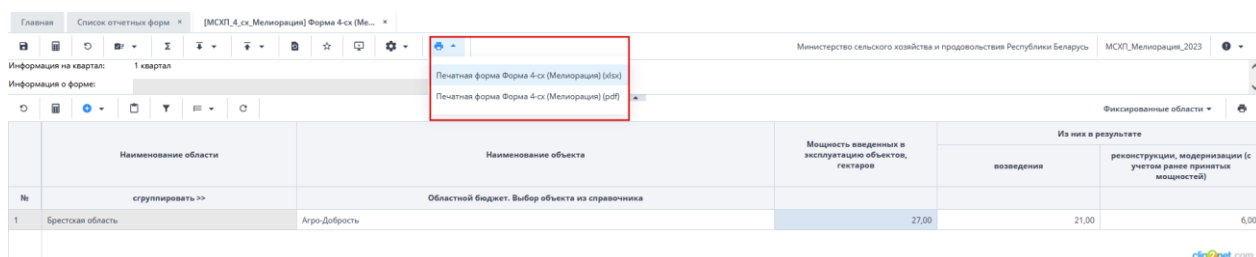 Главная Список отчетных форм × [МСХП_4_сх_Мелиорация] Форма 4-сх (Ме... ×
Министерство сельского хозяйства и продовольствия Республики Беларусь МСХП_Мелиорация_2023
Информация на квартал: 1 квартал
Информация о форме:
Печатная форма Форма 4-сх (Мелиорация) (xlsx)
Печатная форма Форма 4-сх (Мелиорация) (pdf)
Фиксированные области
Наименование области Наименование объекта Мощность введенных в эксплуатацию объектов, гектаров Из них в результате
возведения реконструкции, модернизации (с учетом ранее принятых мощностей)
№ сгруппировать >> Областной бюджет. Выбор объекта из справочника
1 Брестская область Агро-Добрость 27,00 21,00 6,00
clip2net.com